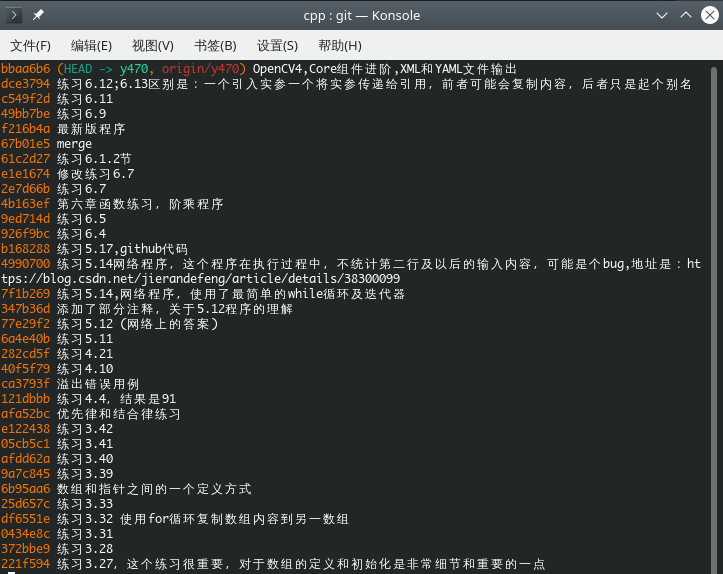 cpp : git — Konsole
文件(F) 编辑(E) 视图(V) 书签(B) 设置(S) 帮助(H)
bbaa6b6 (HEAD -> y470, origin/y470) OpenCV4,Core组件进阶,XML和YAML文件输出
dce3794 练习6.12;6.13区别是：一个引入实参一个将实参传递给引用，前者可能会复制内容，后者只是起个别名
c549f2d 练习6.11
49bb7be 练习6.9
f216b4a 最新版程序
67b01e5 merge
61c2d27 练习6.1.2节
e1e1674 修改练习6.7
2e7d66b 练习6.7
4b163ef 第六章函数练习，阶乘程序
9ed714d 练习6.5
926f9bc 练习6.4
b168288 练习5.17,github代码
4990700 练习5.14网络程序，这个程序在执行过程中，不统计第二行及以后的输入内容，可能是个bug,地址是：ht
tps://blog.csdn.net/jierandefeng/article/details/38300099
7f1b269 练习5.14,网络程序，使用了最简单的while循环及迭代器
347b36d 添加了部分注释，关于5.12程序的理解
77e29f2 练习5.12 (网络上的答案)
6a4e40b 练习5.11
282cd5f 练习4.21
40f5f79 练习4.10
ca3793f 溢出错误用例
121dbbb 练习4.4, 结果是91
afa52bc 优先律和结合律练习
e122438 练习3.42
05cb5c1 练习3.41
afdd62a 练习3.40
9a7c845 练习3.39
6b95aa6 数组和指针之间的一个定义方式
25d657c 练习3.33
df6551e 练习3.32 使用for循环复制数组内容到另一数组
0434e8c 练习3.31
372bbe9 练习3.28
221f594 练习3.27, 这个练习很重要，对于数组的定义和初始化是非常细节和重要的一点